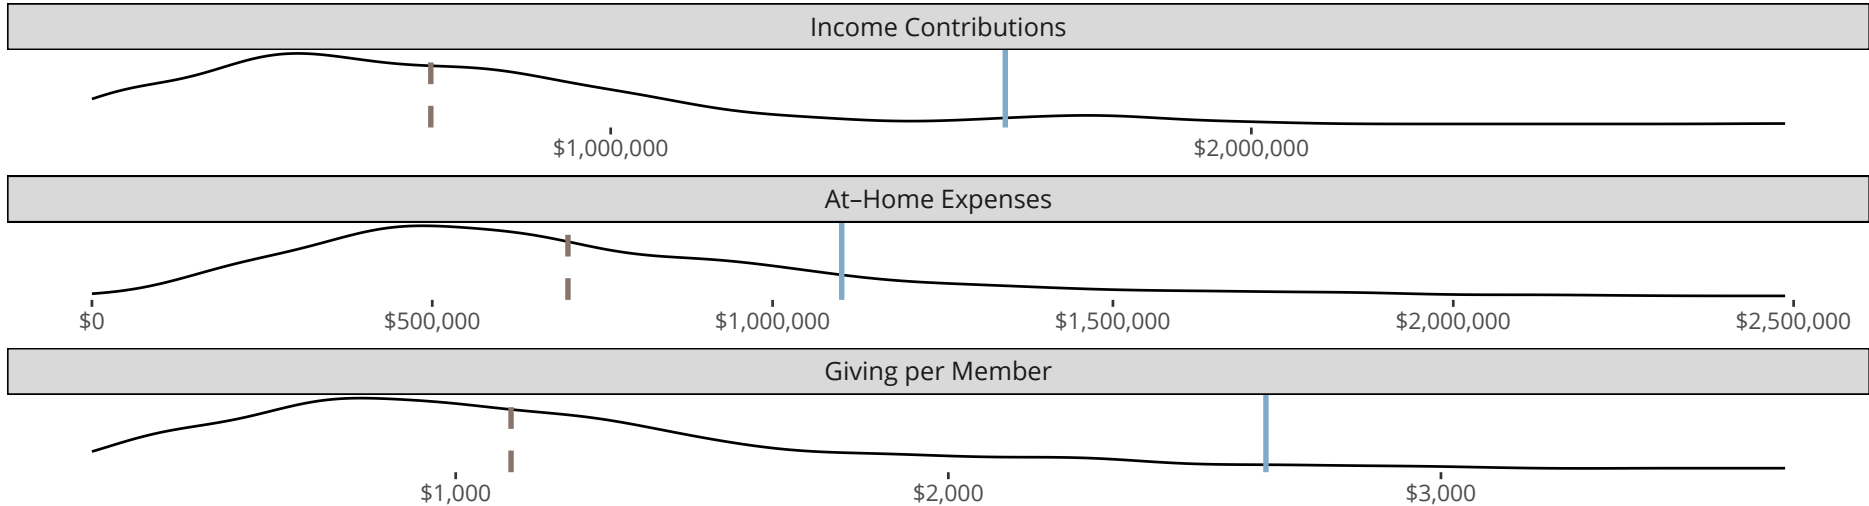 Income Contributions
$1,000,000 $2,000,000
At–Home Expenses
$0 $500,000 $1,000,000 $1,500,000 $2,000,000 $2,500,000
Giving per Member
$1,000 $2,000 $3,000